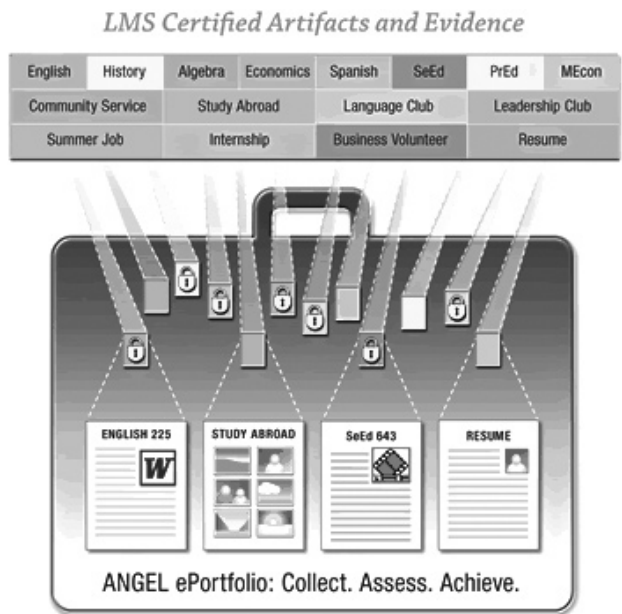 LMS Certified Artifacts and Evidence
English History Algebra Economics Spanish SeEd PrEd MEcon
Community Service Study Abroad Language Club Leadership Club
Summer Job Internship Business Volunteer Resume
ENGLISH 225 STUDY ABROAD SeEd 643 RESUME
W
ANGEL ePortfolio: Collect. Assess. Achieve.